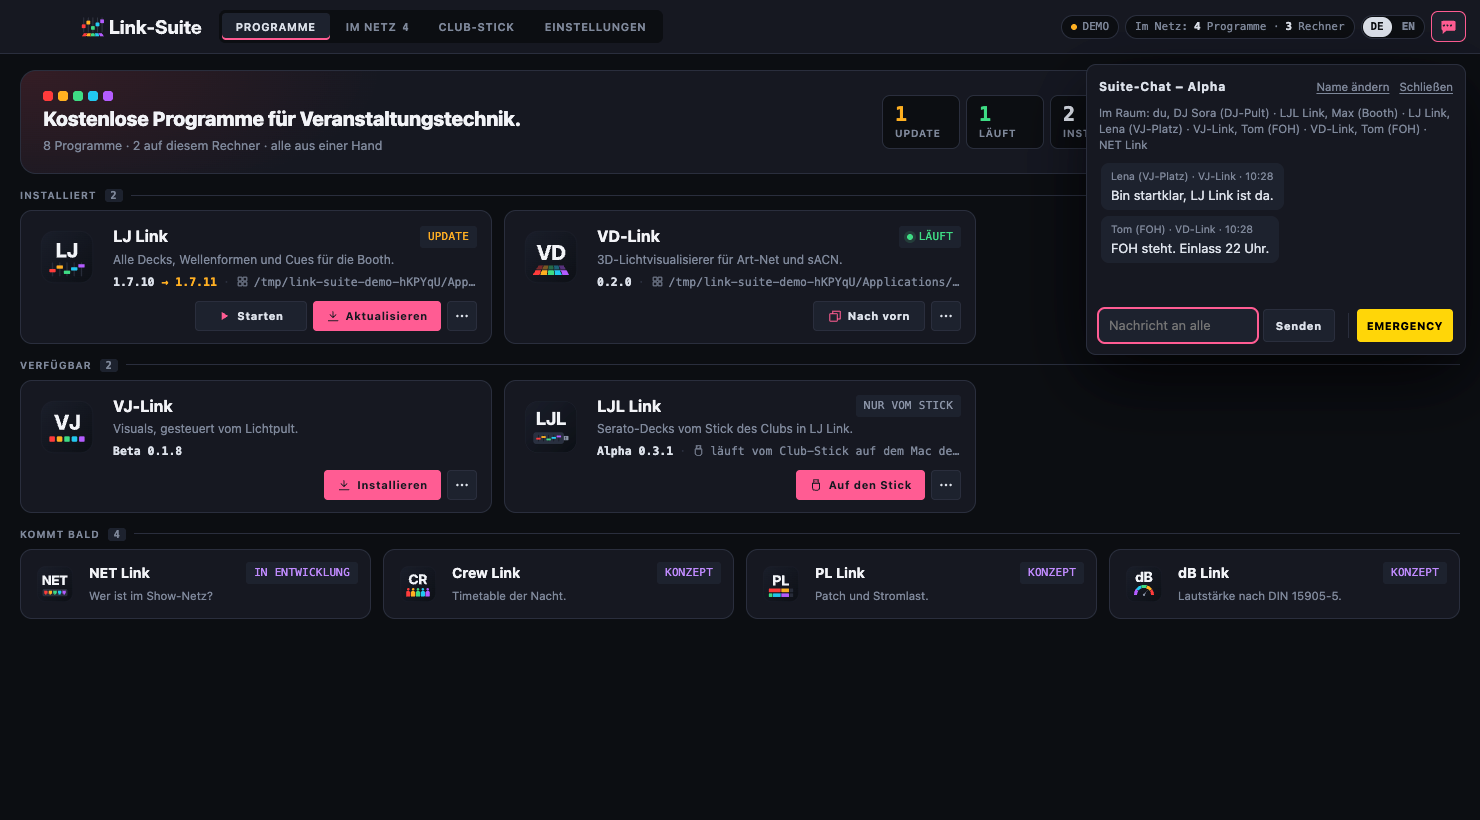 Link-Suite
PROGRAMME
IM NETZ 4
CLUB-STICK
EINSTELLUNGEN
DEMO
Im Netz: 4 Programme · 3 Rechner
DE EN
Kostenlose Programme für Veranstaltungstechnik.
8 Programme · 2 auf diesem Rechner · alle aus einer Hand
1 UPDATE
1 LÄUFT
2 INST
Suite-Chat – Alpha
Name ändern
Schließen
Im Raum: du, DJ Sora (DJ-Pult) · LJL Link, Max (Booth) · LJ Link,
Lena (VJ-Platz) · VJ-Link, Tom (FOH) · VD-Link, Tom (FOH) ·
NET Link
Lena (VJ-Platz) · VJ-Link · 10:28
Bin startklar, LJ Link ist da.
Tom (FOH) · VD-Link · 10:28
FOH steht. Einlass 22 Uhr.
Nachricht an alle
Senden
EMERGENCY
INSTALLIERT 2
LJ
LJ Link
UPDATE
Alle Decks, Wellenformen und Cues für die Booth.
1.7.10 → 1.7.11 · /tmp/link-suite-demo-hKPYqU/App…
Starten
Aktualisieren
VD
VD-Link
LÄUFT
3D-Lichtvisualisierer für Art-Net und sACN.
0.2.0 · /tmp/link-suite-demo-hKPYqU/Applications/…
Nach vorn
VERFÜGBAR 2
VJ
VJ-Link
Visuals, gesteuert vom Lichtpult.
Beta 0.1.8
Installieren
LJL
LJL Link
NUR VOM STICK
Serato-Decks vom Stick des Clubs in LJ Link.
Alpha 0.3.1 · läuft vom Club-Stick auf dem Mac de…
Auf den Stick
KOMMT BALD 4
NET
NET Link
IN ENTWICKLUNG
Wer ist im Show-Netz?
CR
Crew Link
KONZEPT
Timetable der Nacht.
PL
PL Link
KONZEPT
Patch und Stromlast.
dB
dB Link
KONZEPT
Lautstärke nach DIN 15905-5.